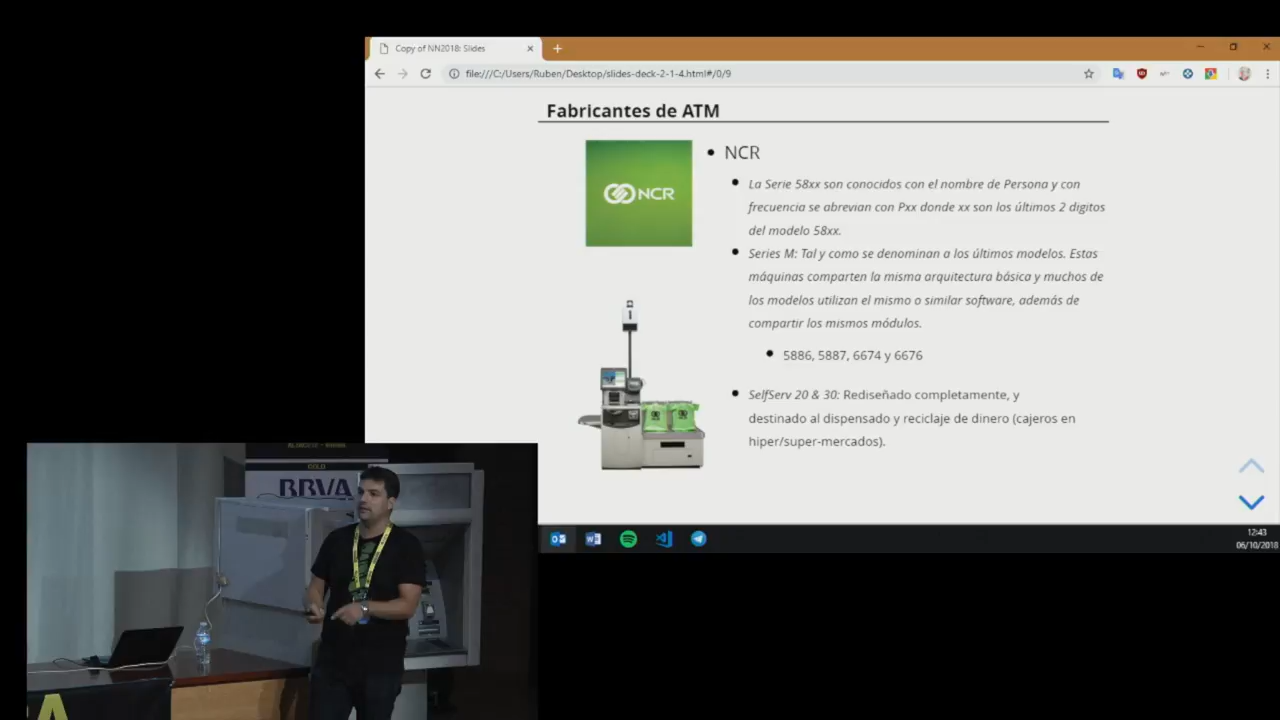 Copy of NN2018: Slides
file:///C:/Users/Ruben/Desktop/slides-deck-2-1-4.html#/0/9
Fabricantes de ATM
NCR
NCR
La Serie 58xx son conocidos con el nombre de Persona y con
frecuencia se abrevian con Pxx donde xx son los últimos 2 digitos
del modelo 58xx.
Series M: Tal y como se denominan a los últimos modelos. Estas
máquinas comparten la misma arquitectura básica y muchos de
los modelos utilizan el mismo o similar software, además de
compartir los mismos módulos.
5886, 5887, 6674 y 6676
SelfServ 20 & 30: Rediseñado completamente, y
destinado al dispensado y reciclaje de dinero (cajeros en
hiper/super-mercados).
12:43
06/10/2018
GOLD
BBVA